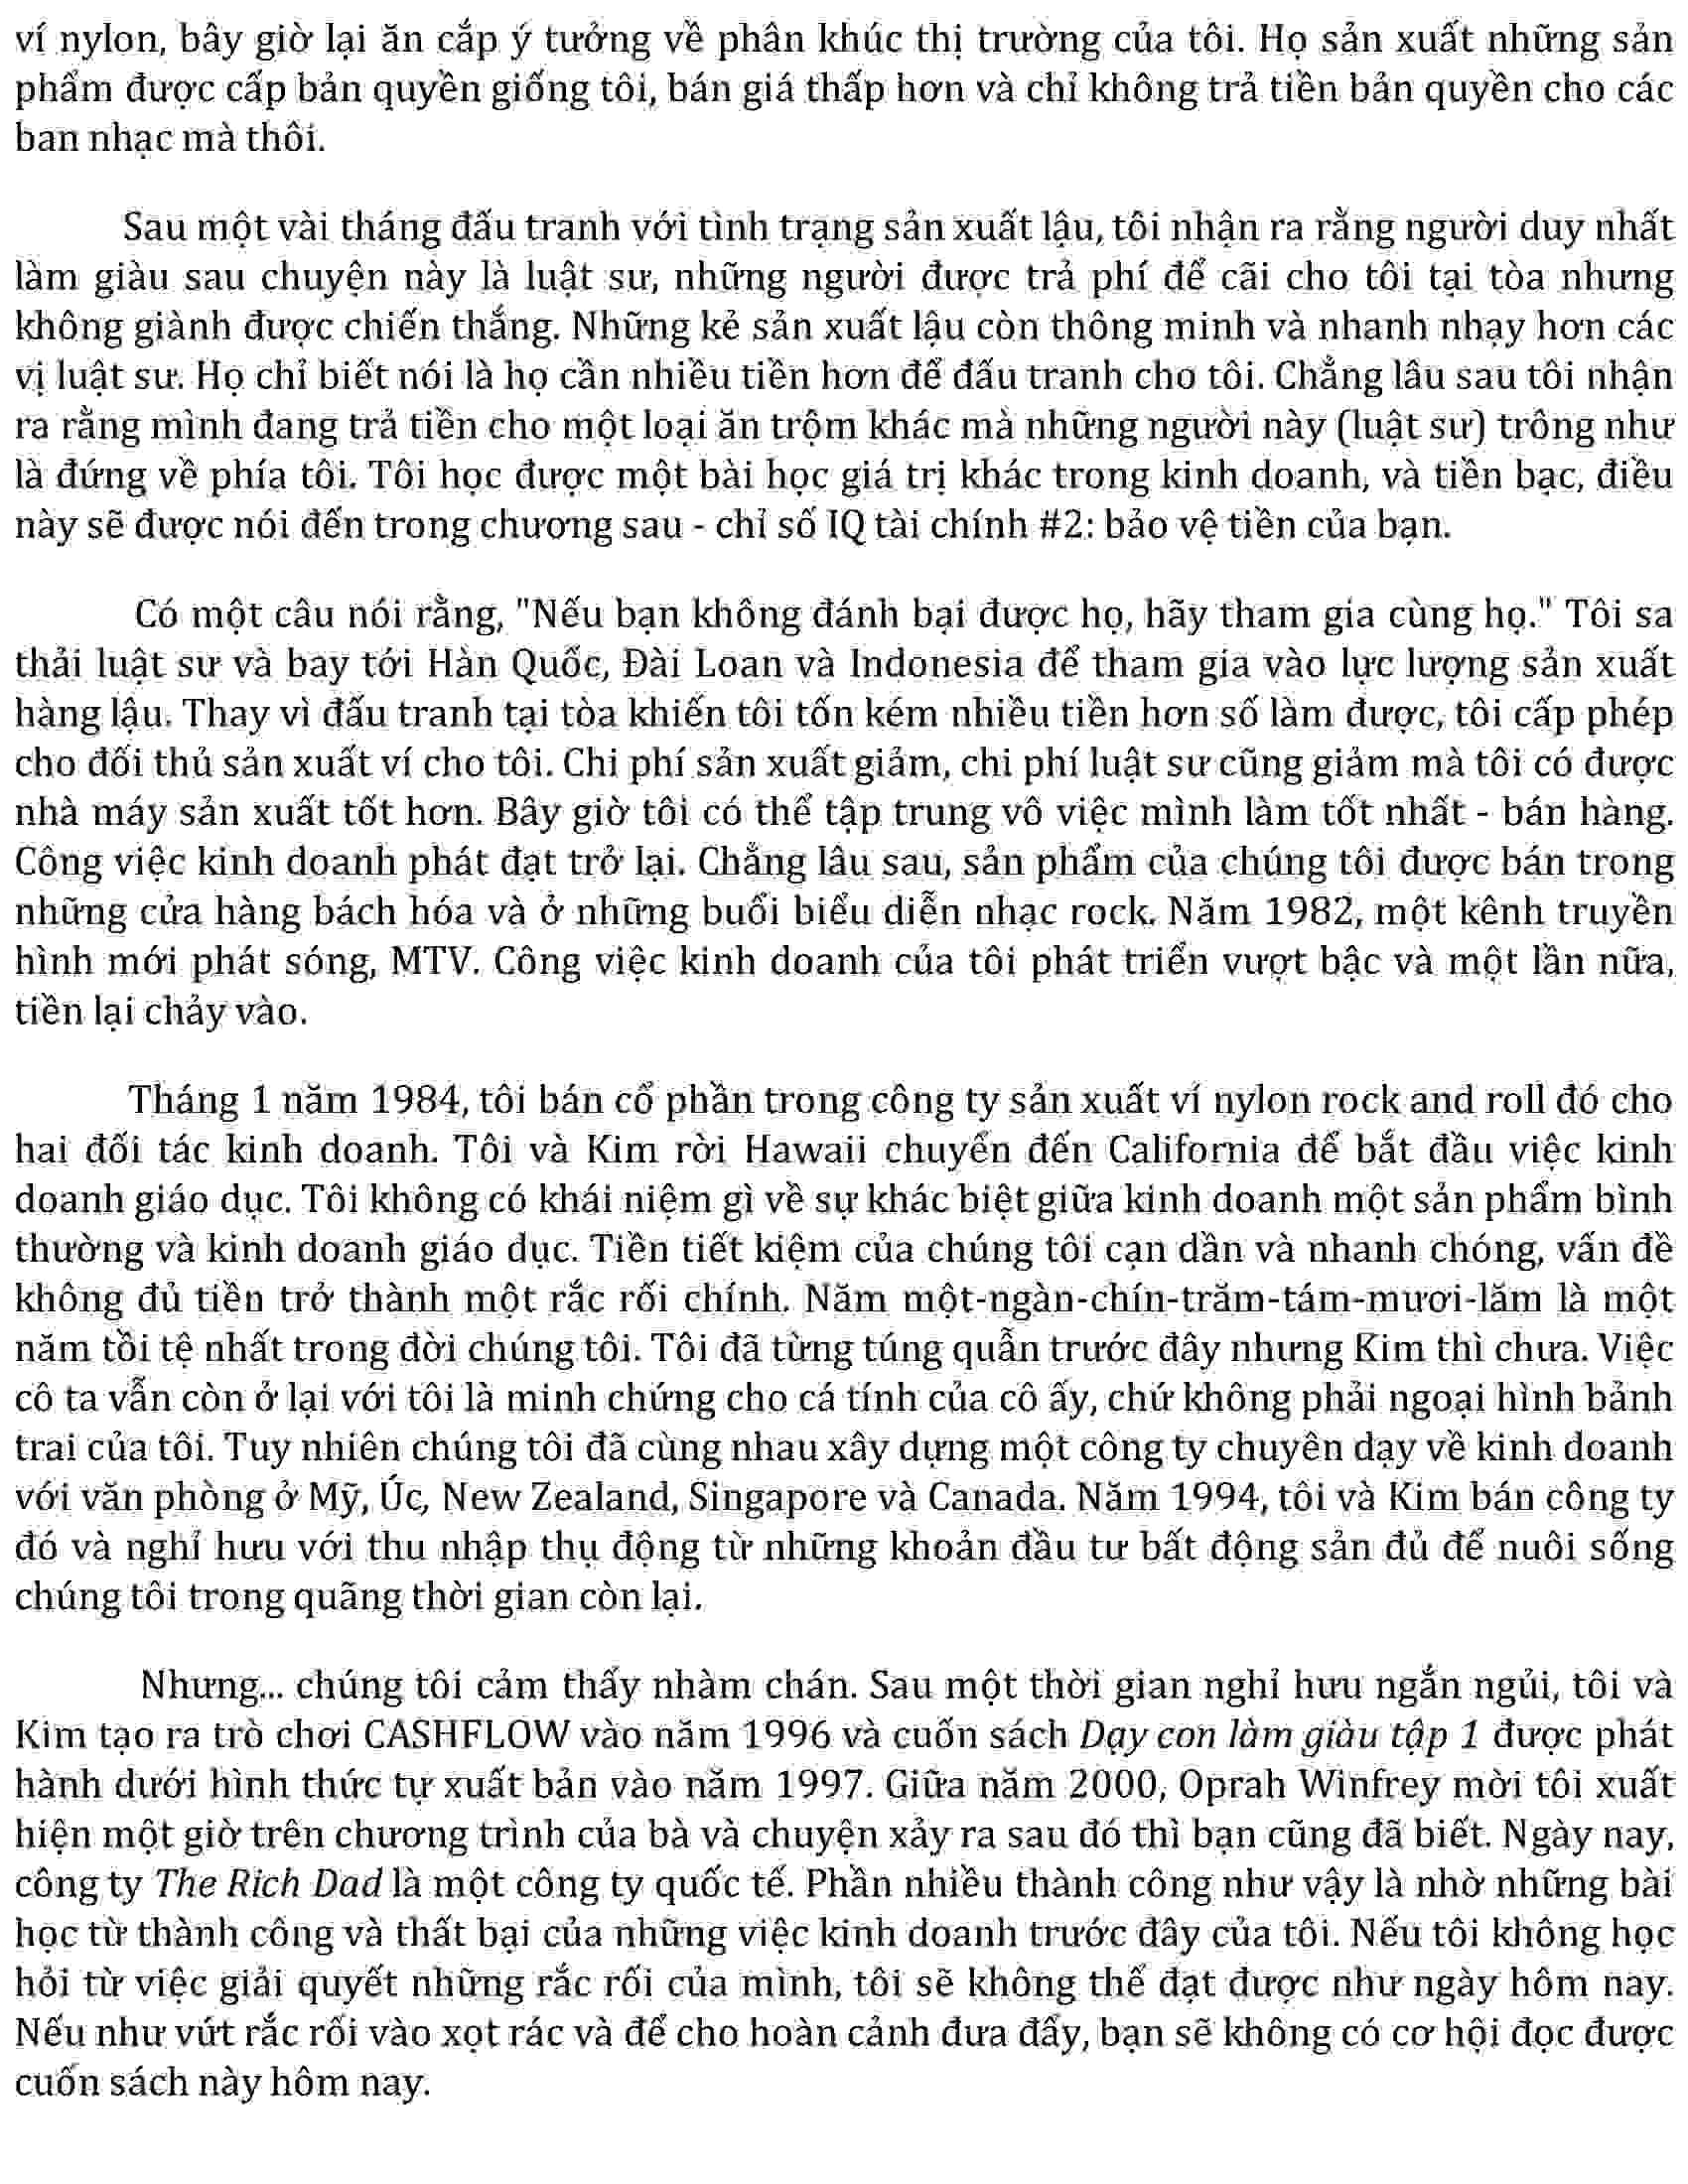 ví nylon, bây giờ lại ăn cắp ý tưởng về phân khúc thị trường của tôi. Họ sản xuất những sản
phẩm được cấp bản quyền giống tôi, bán giá thấp hơn và chỉ không trả tiền bản quyền cho các
ban nhạc mà thôi.
Sau một vài tháng đấu tranh với tình trạng sản xuất lậu, tôi nhận ra rằng người duy nhất
làm giàu sau chuyện này là luật sư, những người được trả phí để cãi cho tôi tại tòa nhưng
không giành được chiến thắng. Những kẻ sản xuất lậu còn thông minh và nhanh nhạy hơn các
vị luật sư. Họ chỉ biết nói là họ cần nhiều tiền hơn để đấu tranh cho tôi. Chẳng lâu sau tôi nhận
ra rằng mình đang trả tiền cho một loại ăn trộm khác mà những người này (luật sư) trông như
là đứng về phía tôi. Tôi học được một bài học giá trị khác trong kinh doanh, và tiền bạc, điều
này sẽ được nói đến trong chương sau - chỉ số IQ tài chính #2: bảo vệ tiền của bạn.
Có một câu nói rằng, "Nếu bạn không đánh bại được họ, hãy tham gia cùng họ." Tôi sa
thải luật sư và bay tới Hàn Quốc, Đài Loan và Indonesia để tham gia vào lực lượng sản xuất
hàng lậu. Thay vì đấu tranh tại tòa khiến tôi tốn kém nhiều tiền hơn số làm được, tôi cấp phép
cho đối thủ sản xuất ví cho tôi. Chi phí sản xuất giảm, chi phí luật sư cũng giảm mà tôi có được
nhà máy sản xuất tốt hơn. Bây giờ tôi có thể tập trung vô việc mình làm tốt nhất - bán hàng.
Công việc kinh doanh phát đạt trở lại. Chẳng lâu sau, sản phẩm của chúng tôi được bán trong
những cửa hàng bách hóa và ở những buổi biểu diễn nhạc rock. Năm 1982, một kênh truyền
hình mới phát sóng, MTV. Công việc kinh doanh của tôi phát triển vượt bậc và một lần nữa,
tiền lại chảy vào.
Tháng 1 năm 1984, tôi bán cổ phần trong công ty sản xuất ví nylon rock and roll đó cho
hai đối tác kinh doanh. Tôi và Kim rời Hawaii chuyển đến California để bắt đầu việc kinh
doanh giáo dục. Tôi không có khái niệm gì về sự khác biệt giữa kinh doanh một sản phẩm bình
thường và kinh doanh giáo dục. Tiền tiết kiệm của chúng tôi cạn dần và nhanh chóng, vấn đề
không đủ tiền trở thành một rắc rối chính. Năm một-ngàn-chín-trăm-tám-mươi-lăm là một
năm tồi tệ nhất trong đời chúng tôi. Tôi đã từng túng quẫn trước đây nhưng Kim thì chưa. Việc
cô ta vẫn còn ở lại với tôi là minh chứng cho cá tính của cô ấy, chứ không phải ngoại hình bảnh
trai của tôi. Tuy nhiên chúng tôi đã cùng nhau xây dựng một công ty chuyên dạy về kinh doanh
với văn phòng ở Mỹ, Úc, New Zealand, Singapore và Canada. Năm 1994, tôi và Kim bán công ty
đó và nghỉ hưu với thu nhập thụ động từ những khoản đầu tư bất động sản đủ để nuôi sống
chúng tôi trong quãng thời gian còn lại.
Nhưng... chúng tôi cảm thấy nhàm chán. Sau một thời gian nghỉ hưu ngắn ngủi, tôi và
Kim tạo ra trò chơi CASHFLOW vào năm 1996 và cuốn sách Dạy con làm giàu tập 1 được phát
hành dưới hình thức tự xuất bản vào năm 1997. Giữa năm 2000, Oprah Winfrey mời tôi xuất
hiện một giờ trên chương trình của bà và chuyện xảy ra sau đó thì bạn cũng đã biết. Ngày nay,
công ty The Rich Dad là một công ty quốc tế. Phần nhiều thành công như vậy là nhờ những bài
học từ thành công và thất bại của những việc kinh doanh trước đây của tôi. Nếu tôi không học
hỏi từ việc giải quyết những rắc rối của mình, tôi sẽ không thể đạt được như ngày hôm nay.
Nếu như vứt rắc rối vào xọt rác và để cho hoàn cảnh đưa đẩy, bạn sẽ không có cơ hội đọc được
cuốn sách này hôm nay.